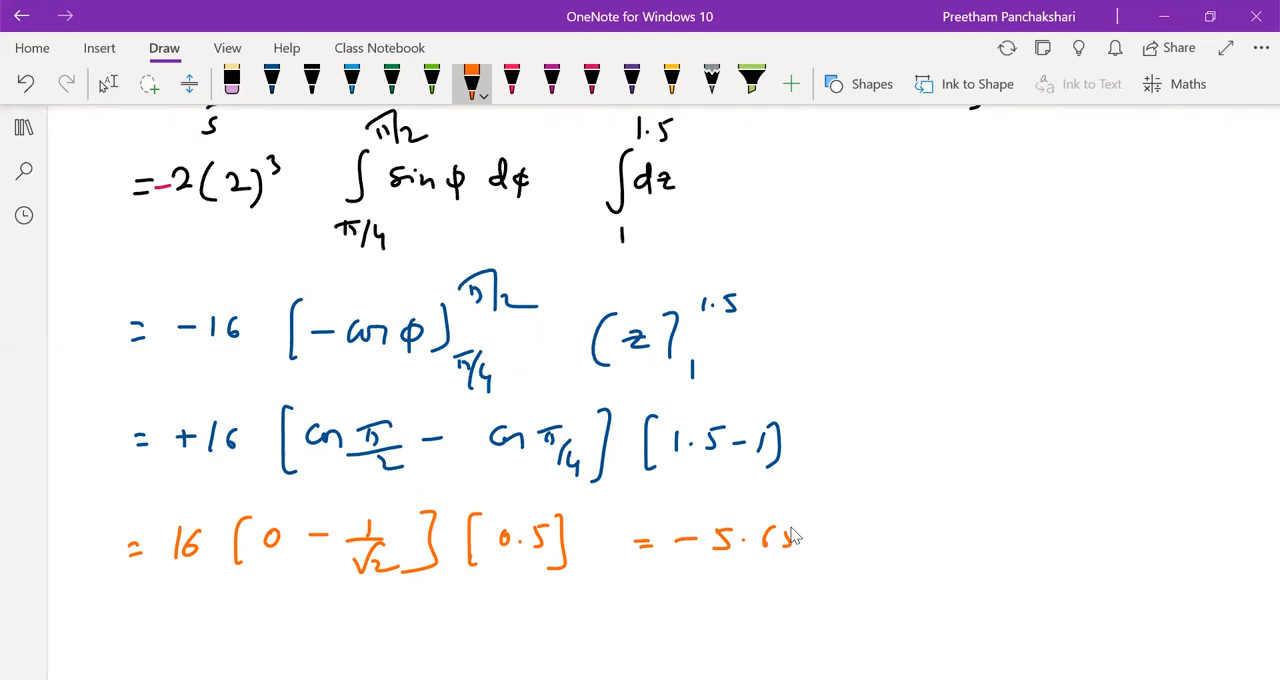 OneNote for Windows 10
Preetham Panchakshari
Home Insert Draw View Help Class Notebook Share
Shapes Ink to Shape Ink to Text Maths
s
= -2(2)³ ∫_{π/4}^{π/2} sin φ dφ ∫_{1}^{1.5} dz
= -16 [-cos φ]_{π/4}^{π/2} (z]_{1}^{1.5}
= +16 [cos π/2 - cos π/4] [1.5-1]
= 16 [0 - 1/√2] [0.5] = -5.65